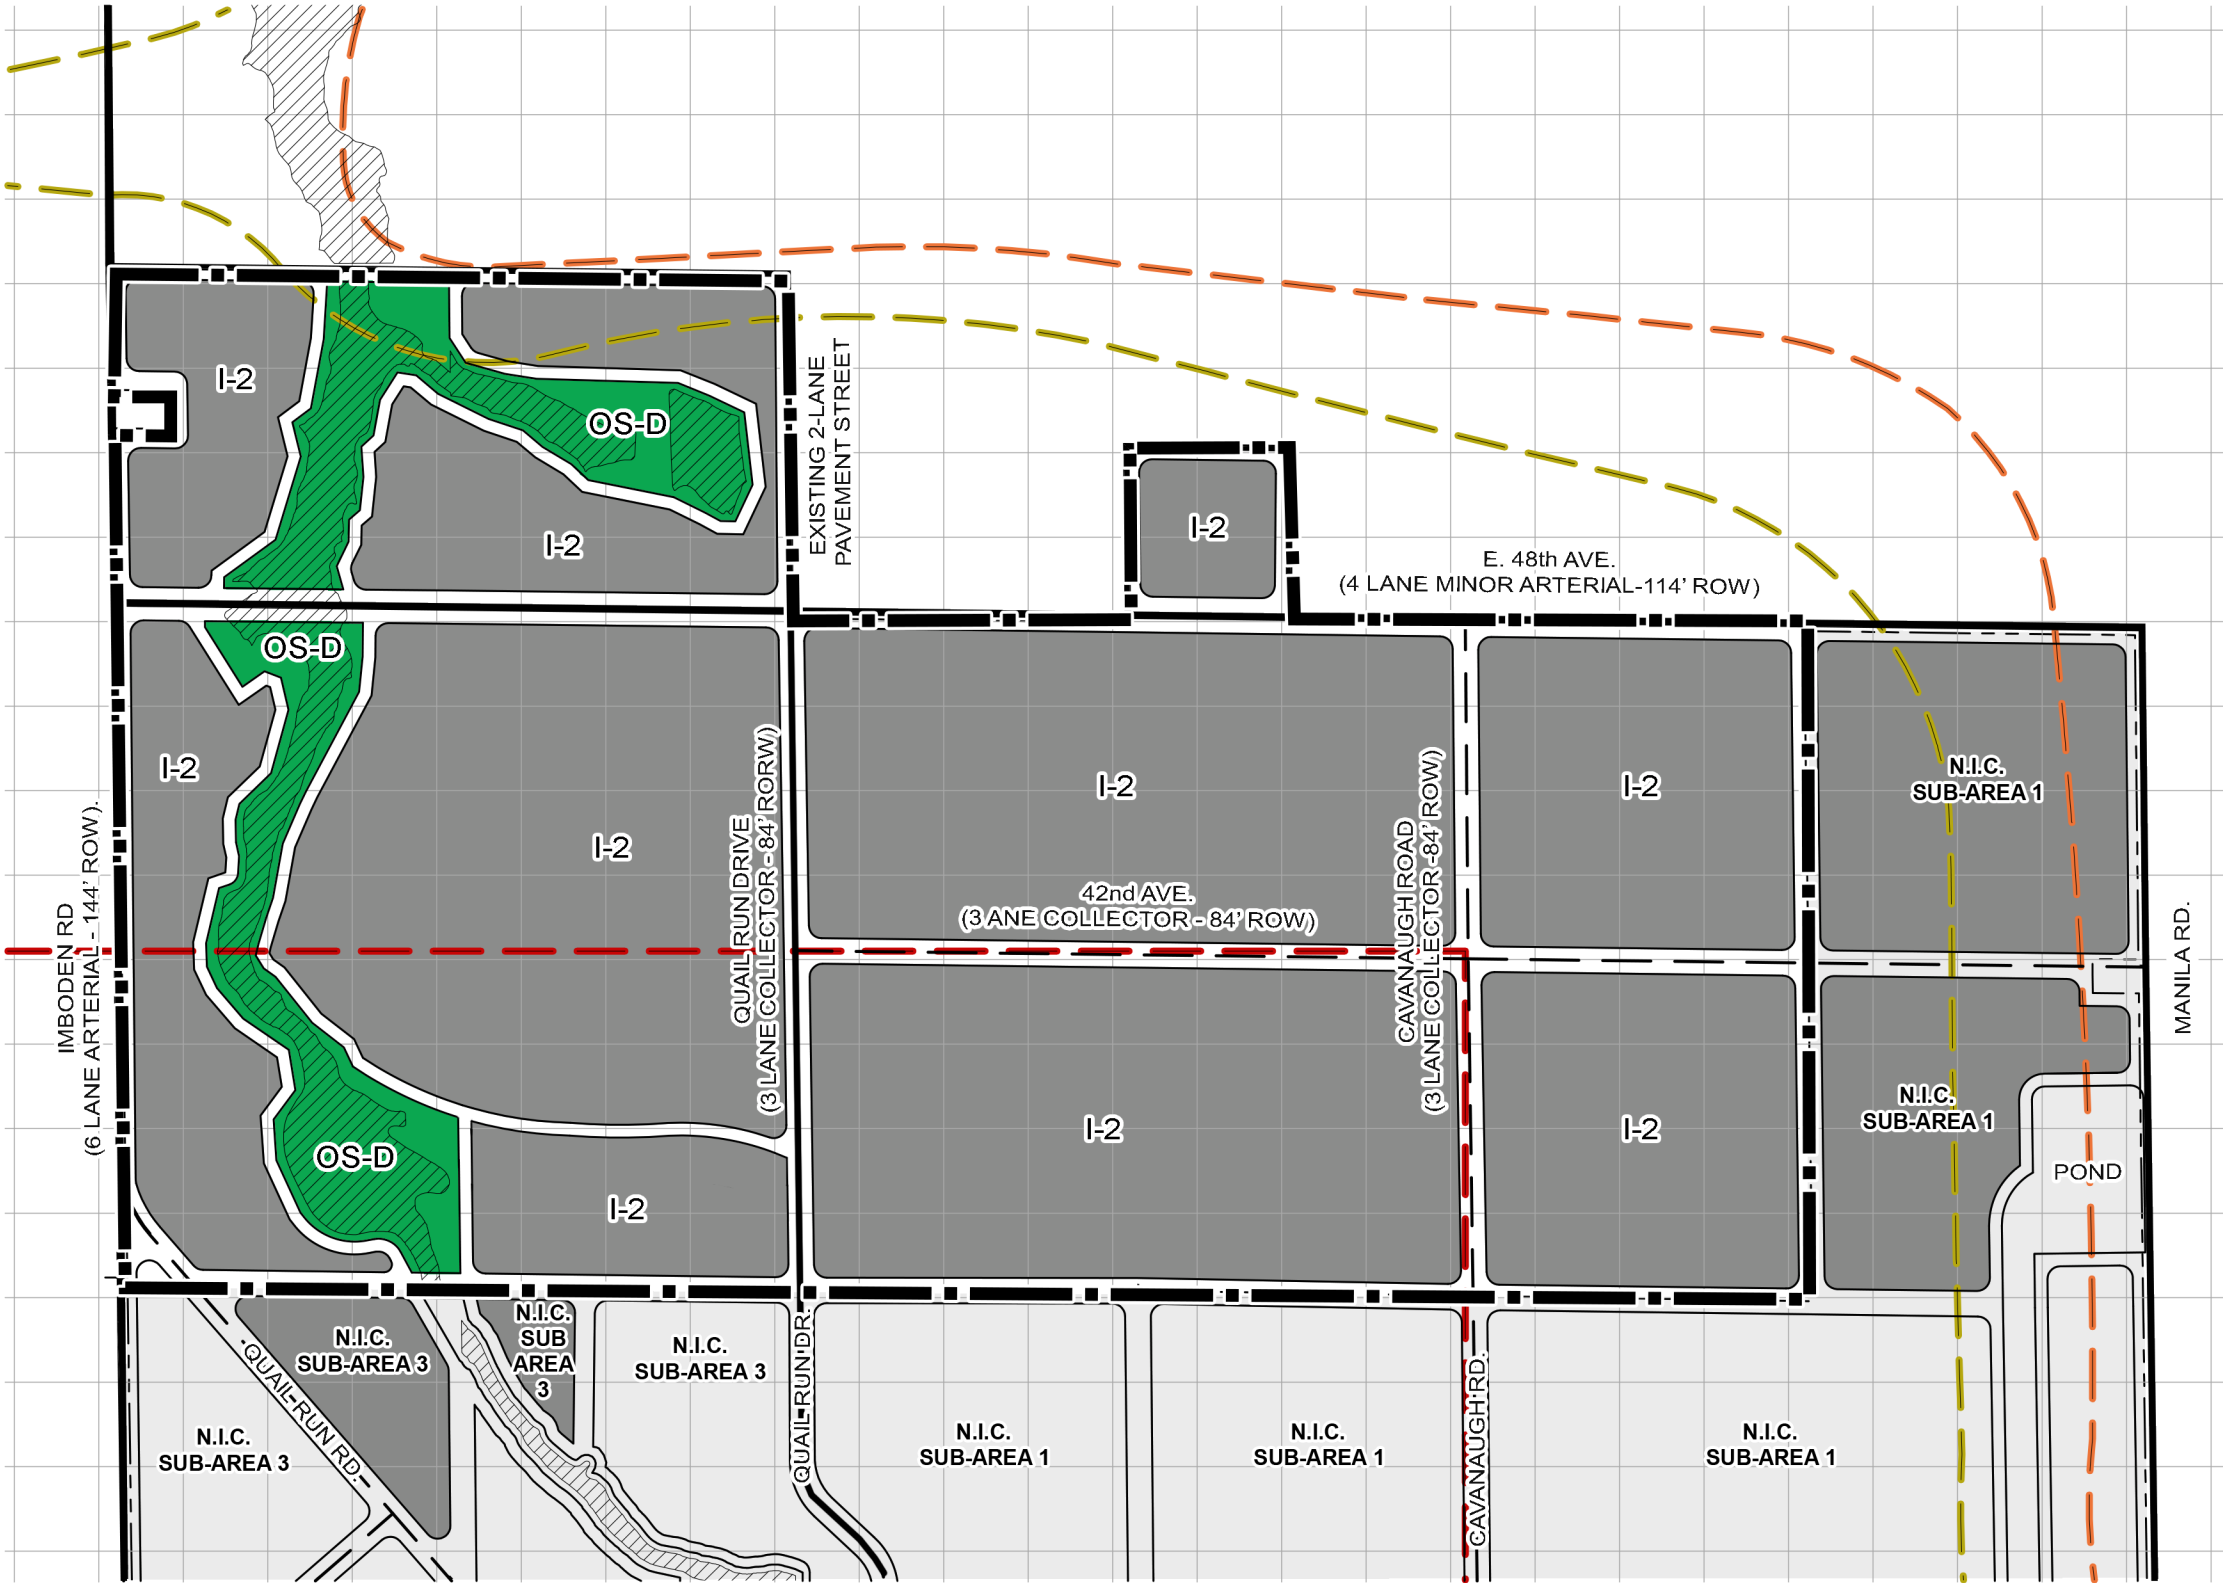 I-2
OS-D
EXISTING 2-LANE
PAVEMENT STREET
I-2
I-2
E. 48th AVE.
(4 LANE MINOR ARTERIAL-114' ROW)
OS-D
I-2
I-2
I-2
I-2
N.I.C.
SUB-AREA 1
IMBODEN RD
(6 LANE ARTERIAL - 144' ROW).
QUAIL RUN DRIVE
(3 LANE COLLECTOR - 84' RORW)
42nd AVE.
(3 ANE COLLECTOR - 84' ROW)
CAVANAUGH ROAD
(3 LANE COLLECTOR -84' ROW)
MANILA RD.
OS-D
I-2
I-2
I-2
N.I.C.
SUB-AREA 1
POND
N.I.C.
SUB-AREA 3
N.I.C.
SUB
AREA
3
N.I.C.
SUB-AREA 3
QUAIL RUN RD.
N.I.C.
SUB-AREA 3
QUAIL RUN DR.
N.I.C.
SUB-AREA 1
N.I.C.
SUB-AREA 1
CAVANAUGH RD.
N.I.C.
SUB-AREA 1